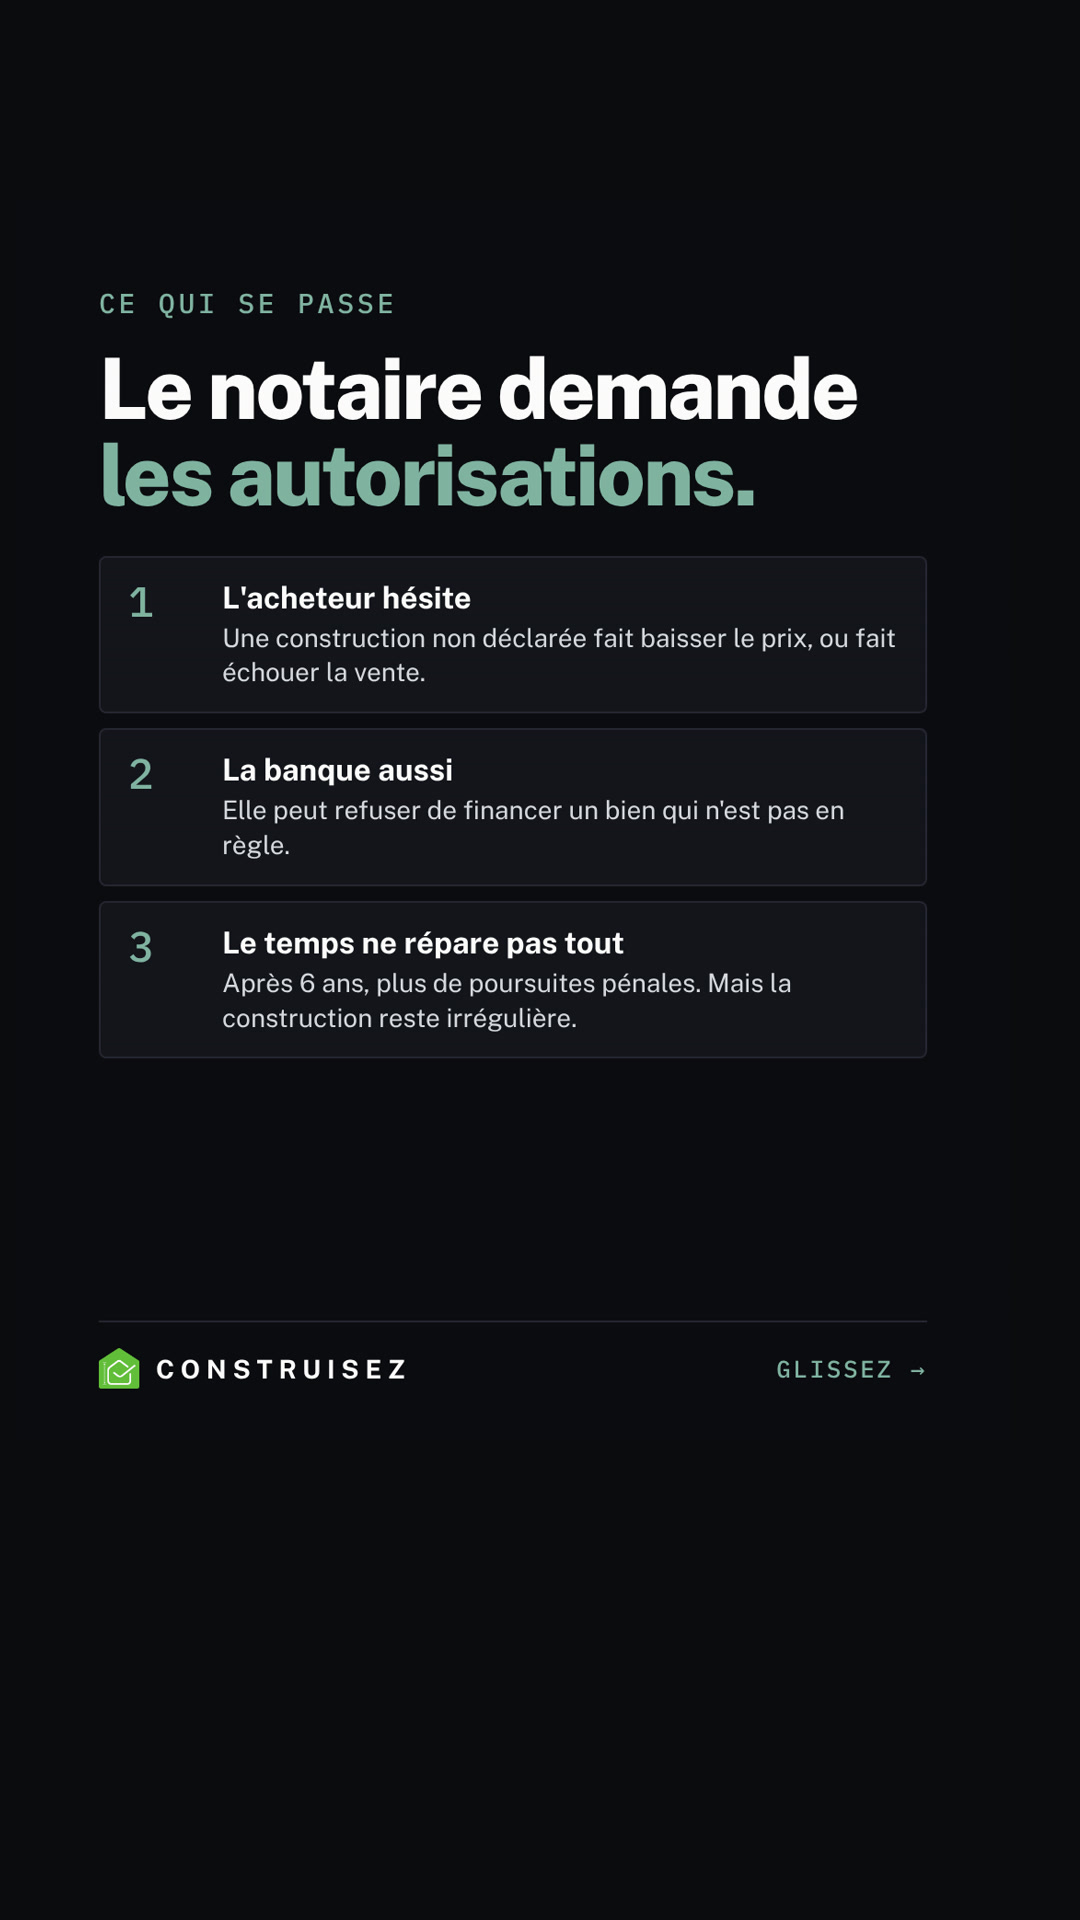 CE QUI SE PASSE
Le notaire demande
les autorisations.
1
L'acheteur hésite
Une construction non déclarée fait baisser le prix, ou fait
échouer la vente.
2
La banque aussi
Elle peut refuser de financer un bien qui n'est pas en
règle.
3
Le temps ne répare pas tout
Après 6 ans, plus de poursuites pénales. Mais la
construction reste irrégulière.
CONSTRUISEZ
GLISSEZ →